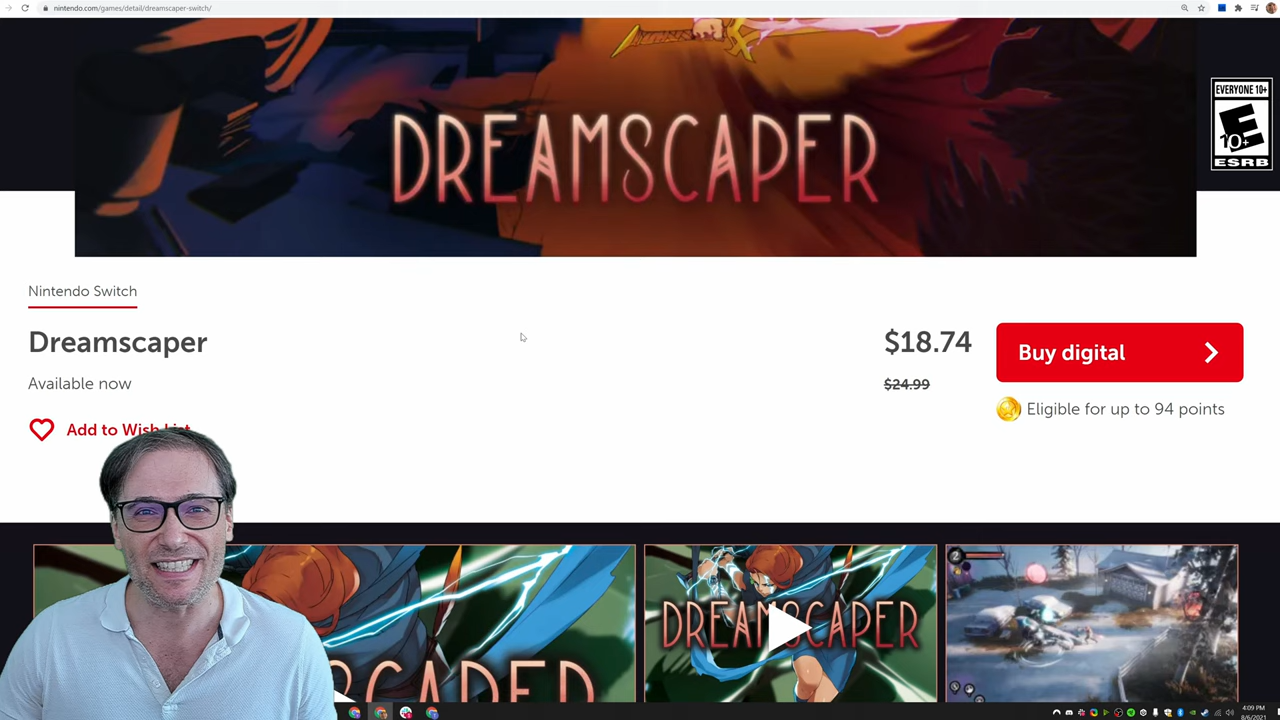 nintendo.com/games/detail/dreamscaper-switch/
DREAMSCAPER
EVERYONE 10+
E
10+
ESRB
Nintendo Switch
Dreamscaper
Available now
Add to Wish List
$18.74
$24.99
Buy digital
Eligible for up to 94 points
DREAMSCAPER
2
4:09 PM
8/6/2021